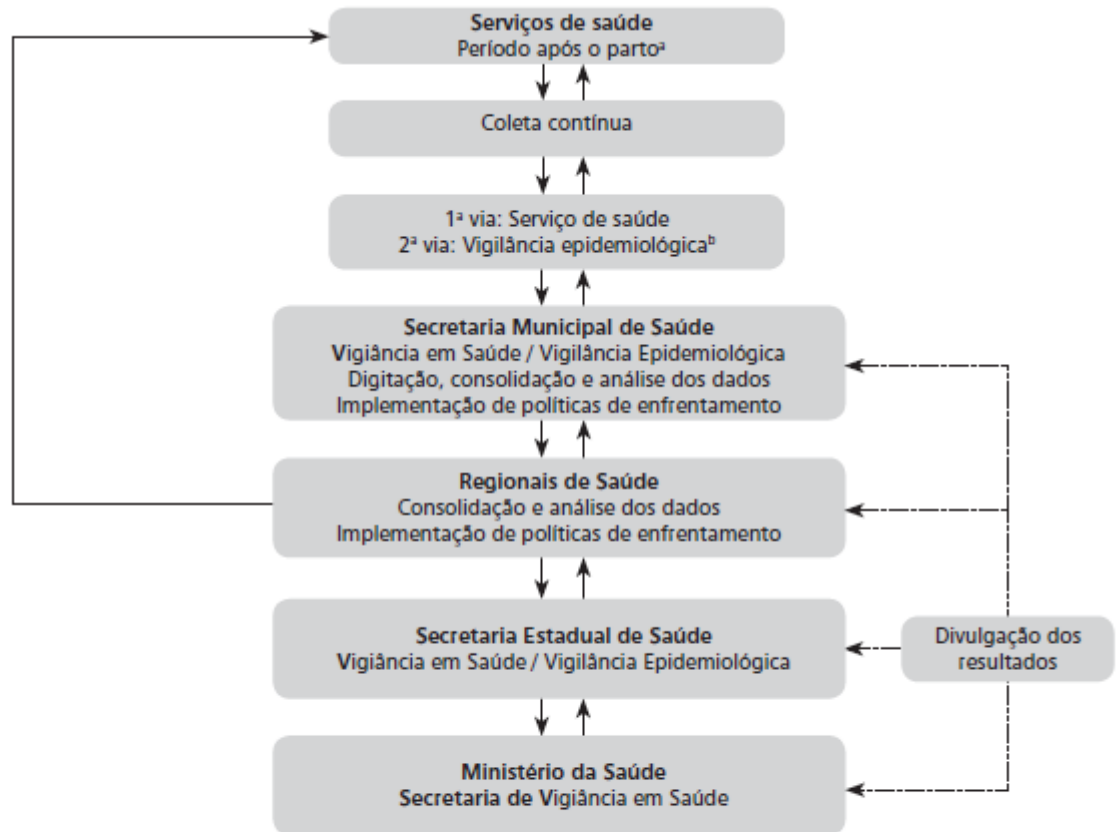 Serviços de saúde
Período após o partoª
Coleta contínua
1ª via: Serviço de saúde
2ª via: Vigilância epidemiológicaᵇ
Secretaria Municipal de Saúde
Vigiância em Saúde / Vigilância Epidemiológica
Digitação, consolidação e análise dos dados
Implementação de políticas de enfrentamento
Regionais de Saúde
Consolidação e análise dos dados
Implementação de políticas de enfrentamento
Secretaria Estadual de Saúde
Vigiância em Saúde / Vigilância Epidemiológica
Divulgação dos
resultados
Ministério da Saúde
Secretaria de Vigiância em Saúde